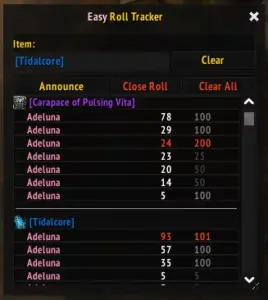 Easy Roll Tracker
Item:
[Tidalcore] Clear
Announce Close Roll Clear All
[Carapace of Pulsing Vita]
Adeluna 78 100
Adeluna 29 100
Adeluna 24 200
Adeluna 23 25
Adeluna 20 50
Adeluna 14 50
Adeluna 5 100
[Tidalcore]
Adeluna 93 101
Adeluna 57 100
Adeluna 35 100
Adeluna 5 5